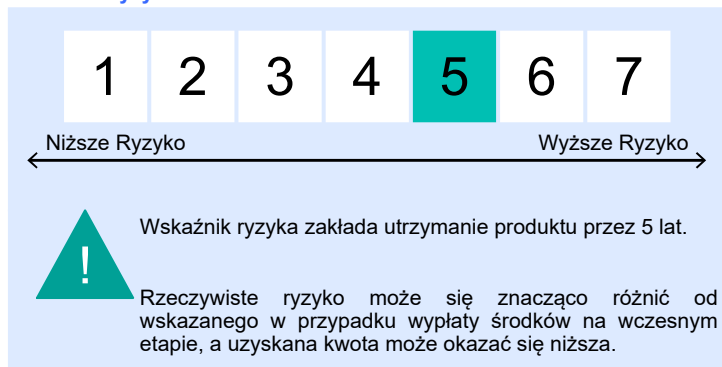 1 2 3 4 5 6 7
Niższe Ryzyko Wyższe Ryzyko
!
Wskaźnik ryzyka zakłada utrzymanie produktu przez 5 lat.
Rzeczywiste ryzyko może się znacząco różnić od
wskazanego w przypadku wypłaty środków na wczesnym
etapie, a uzyskana kwota może okazać się niższa.